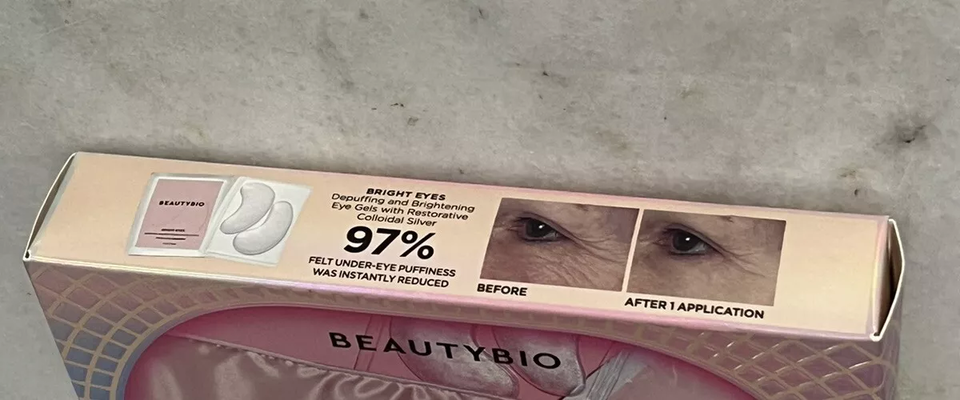 BEAUTYBIO
BRIGHT EYES
Depuffing and Brightening
Eye Gels with Restorative
Colloidal Silver
97%
FELT UNDER-EYE PUFFINESS
WAS INSTANTLY REDUCED
BEFORE
AFTER 1 APPLICATION
BEAUTYBIO